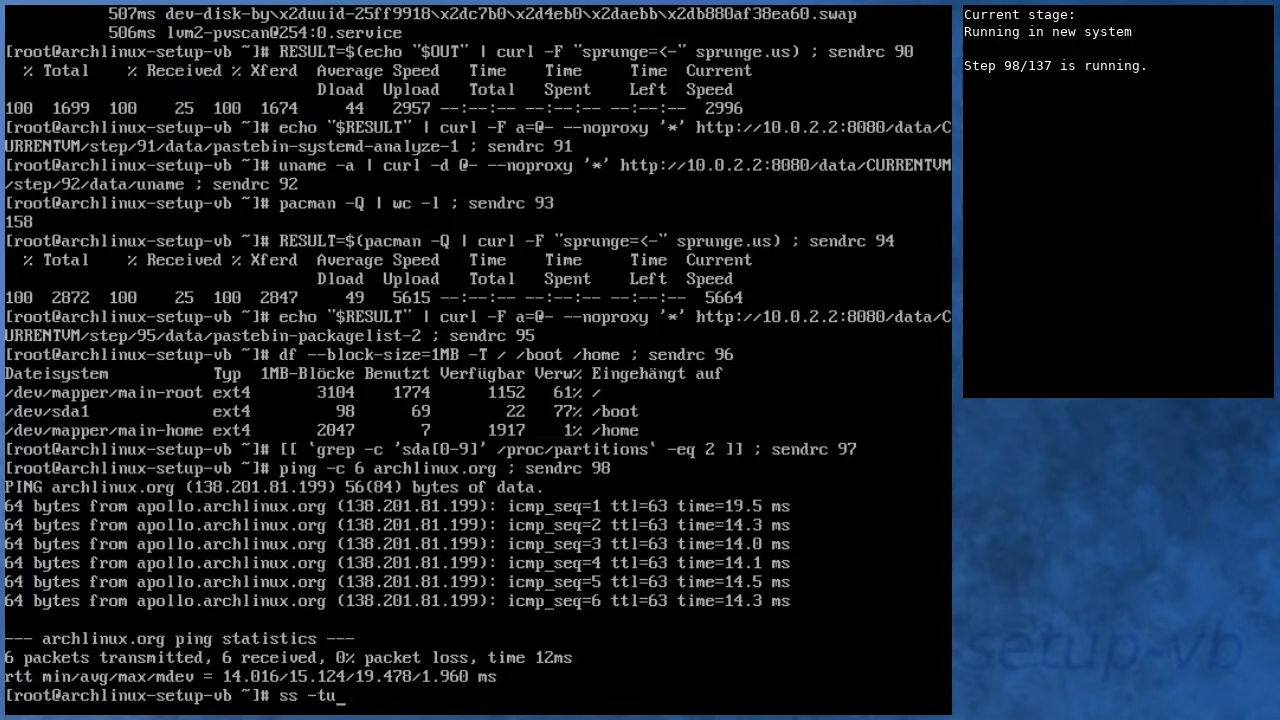 507ms dev-disk-by\x2duuid-25ff9918\x2dc7b0\x2d4eb0\x2daebb\x2db880af38ea60.swap
506ms lvm2-pvscan@254:0.service
[root@archlinux-setup-vb ~]# RESULT=$(echo "$OUT" | curl -F "sprunge=<-" sprunge.us) ; sendrc 90
% Total % Received % Xferd Average Speed Time Time Time Current
Dload Upload Total Spent Left Speed
100 1699 100 25 100 1674 44 2957 --:--:-- --:--:-- --:--:-- 2996
[root@archlinux-setup-vb ~]# echo "$RESULT" | curl -F a=@- --noproxy '*' http://10.0.2.2:8080/data/C
URRENTVM/step/91/data/pastebin-systemd-analyze-1 ; sendrc 91
[root@archlinux-setup-vb ~]# uname -a | curl -d @- --noproxy '*' http://10.0.2.2:8080/data/CURRENTVM
/step/92/data/uname ; sendrc 92
[root@archlinux-setup-vb ~]# pacman -Q | wc -l ; sendrc 93
158
[root@archlinux-setup-vb ~]# RESULT=$(pacman -Q | curl -F "sprunge=<-" sprunge.us) ; sendrc 94
% Total % Received % Xferd Average Speed Time Time Time Current
Dload Upload Total Spent Left Speed
100 2872 100 25 100 2847 49 5615 --:--:-- --:--:-- --:--:-- 5664
[root@archlinux-setup-vb ~]# echo "$RESULT" | curl -F a=@- --noproxy '*' http://10.0.2.2:8080/data/C
URRENTVM/step/95/data/pastebin-packagelist-2 ; sendrc 95
[root@archlinux-setup-vb ~]# df --block-size=1MB -T / /boot /home ; sendrc 96
Dateisystem Typ 1MB-Blöcke Benutzt Verfügbar Verw% Eingehängt auf
/dev/mapper/main-root ext4 3104 1774 1152 61% /
/dev/sda1 ext4 98 69 22 77% /boot
/dev/mapper/main-home ext4 2047 7 1917 1% /home
[root@archlinux-setup-vb ~]# [[ `grep -c 'sda[0-9]' /proc/partitions` -eq 2 ]] ; sendrc 97
[root@archlinux-setup-vb ~]# ping -c 6 archlinux.org ; sendrc 98
PING archlinux.org (138.201.81.199) 56(84) bytes of data.
64 bytes from apollo.archlinux.org (138.201.81.199): icmp_seq=1 ttl=63 time=19.5 ms
64 bytes from apollo.archlinux.org (138.201.81.199): icmp_seq=2 ttl=63 time=14.3 ms
64 bytes from apollo.archlinux.org (138.201.81.199): icmp_seq=3 ttl=63 time=14.0 ms
64 bytes from apollo.archlinux.org (138.201.81.199): icmp_seq=4 ttl=63 time=14.1 ms
64 bytes from apollo.archlinux.org (138.201.81.199): icmp_seq=5 ttl=63 time=14.5 ms
64 bytes from apollo.archlinux.org (138.201.81.199): icmp_seq=6 ttl=63 time=14.3 ms
--- archlinux.org ping statistics ---
6 packets transmitted, 6 received, 0% packet loss, time 12ms
rtt min/avg/max/mdev = 14.016/15.124/19.478/1.960 ms
[root@archlinux-setup-vb ~]# ss -tu_
Current stage:
Running in new system
Step 98/137 is running.
setup-vb